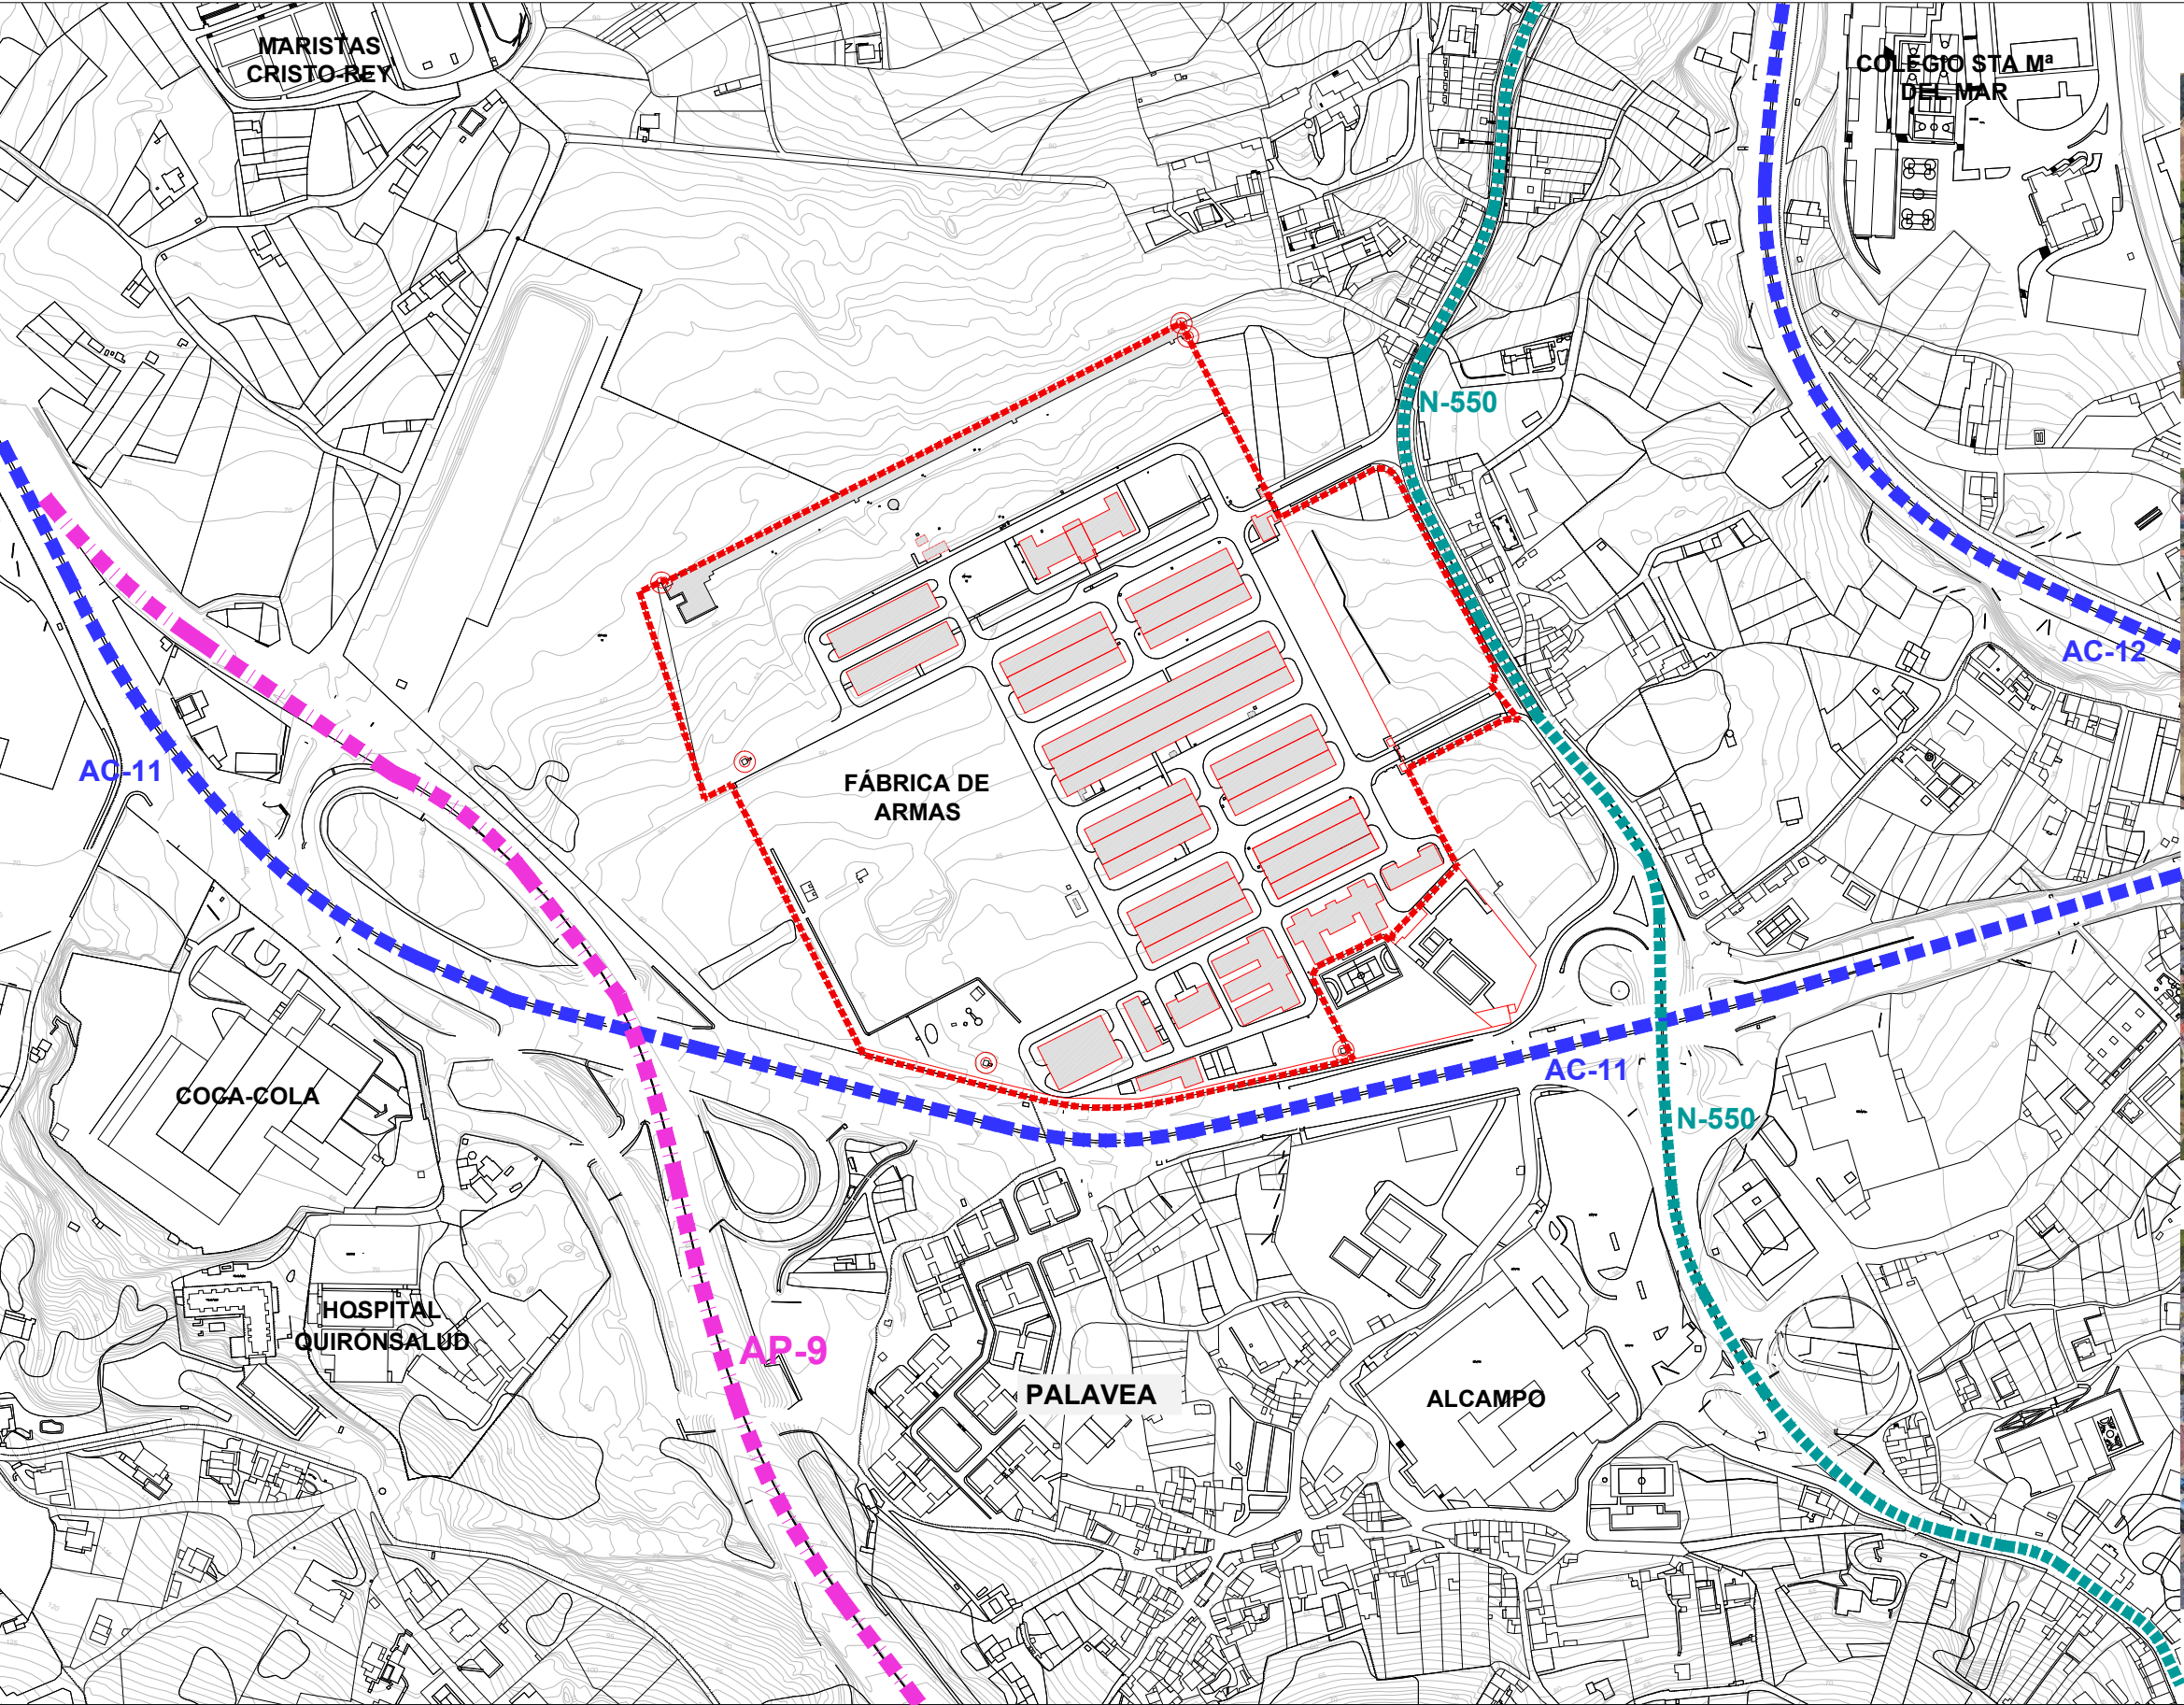 MARISTAS
CRISTO-REY
COLEGIO STA Mª
DEL MAR
N-550
AC-12
AC-11
FÁBRICA DE
ARMAS
AC-11
COCA-COLA
N-550
HOSPITAL
QUIRÓNSALUD
AP-9
PALAVEA
ALCAMPO